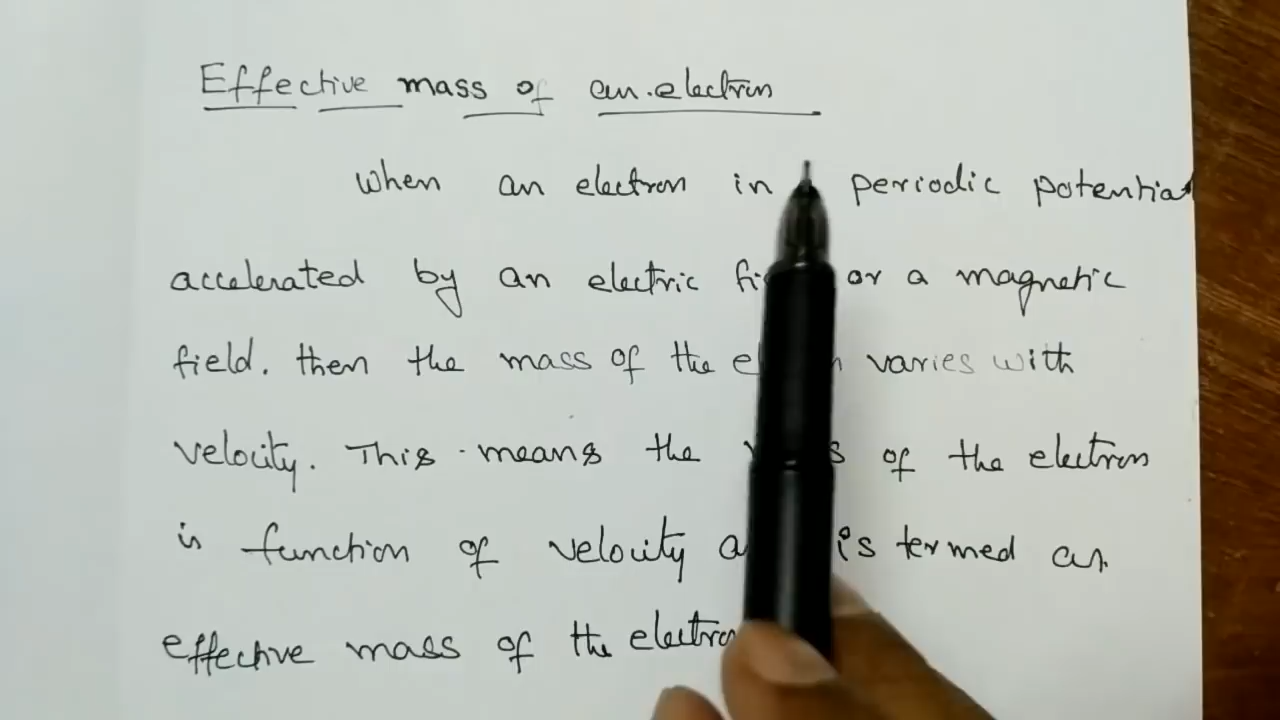 Effective mass of an electron
When an electron in periodic potential
accelerated by an electric or a magnetic
field. then the mass of the varies with
velocity. This means the of the electron
is function of velocity is termed as
effective mass of the electron